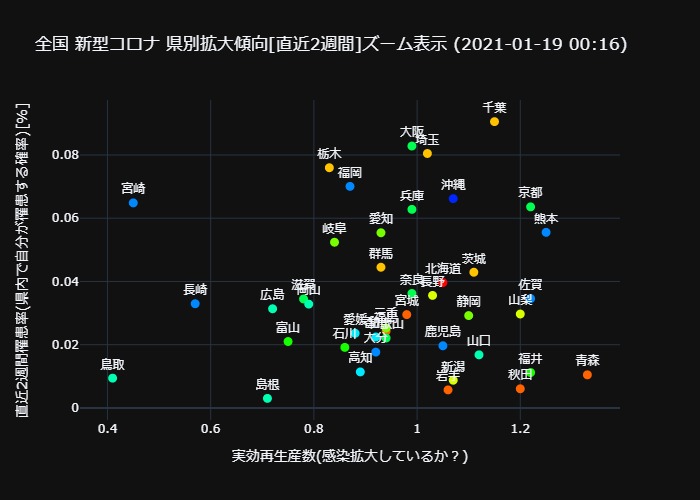 全国 新型コロナ 県別拡大傾向[直近2週間]ズーム表示 (2021-01-19 00:16)
直近2週間罹患率(県内で自分が罹患する確率)[%]
千葉
大阪
埼玉
0.08
栃木
福岡
宮崎
沖縄
兵庫
京都
0.06
愛知
熊本
岐阜
群馬
茨城
北海道
0.04
奈良
長野
滋賀
岡山
佐賀
長崎
広島
宮城
静岡
山梨
愛媛
三重
富山
石川
大分
鹿児島
山口
0.02
高知
新潟
福井
青森
鳥取
岩手
秋田
島根
0
0.4
0.6
0.8
1
1.2
実効再生産数(感染拡大しているか？)